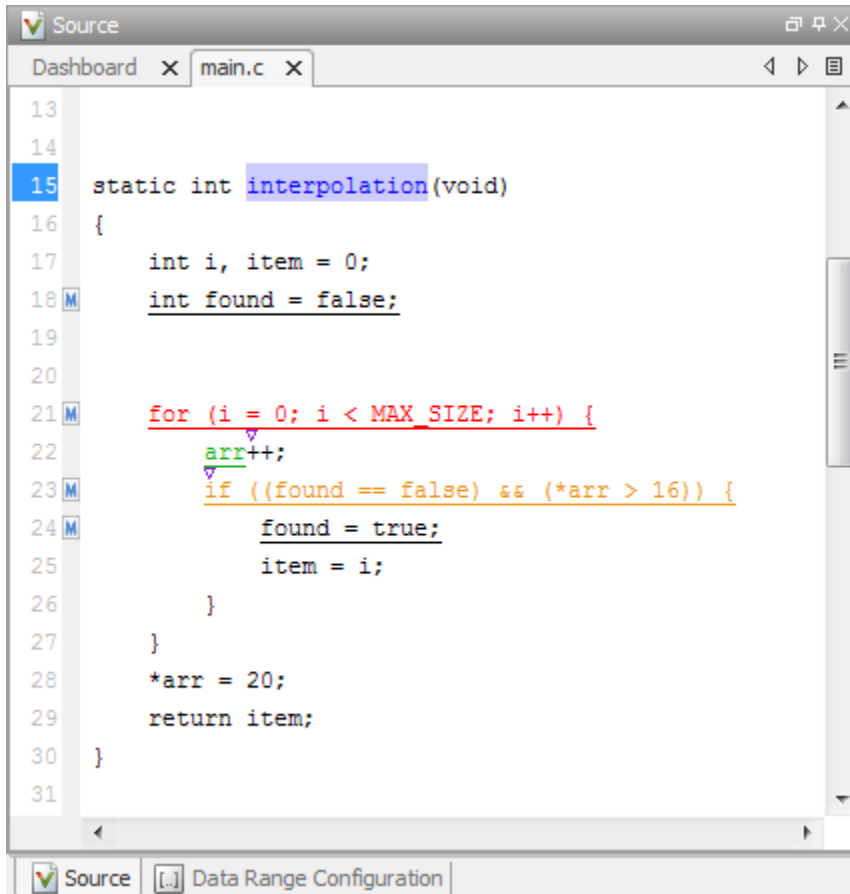 Source
Dashboard main.c
13
14
15 static int interpolation(void)
16 {
17     int i, item = 0;
18 M     int found = false;
19
20
21 M     for (i = 0; i < MAX_SIZE; i++) {
22         arr++;
23 M         if ((found == false) && (*arr > 16)) {
24 M             found = true;
25             item = i;
26         }
27     }
28     *arr = 20;
29     return item;
30 }
31
Source [..] Data Range Configuration